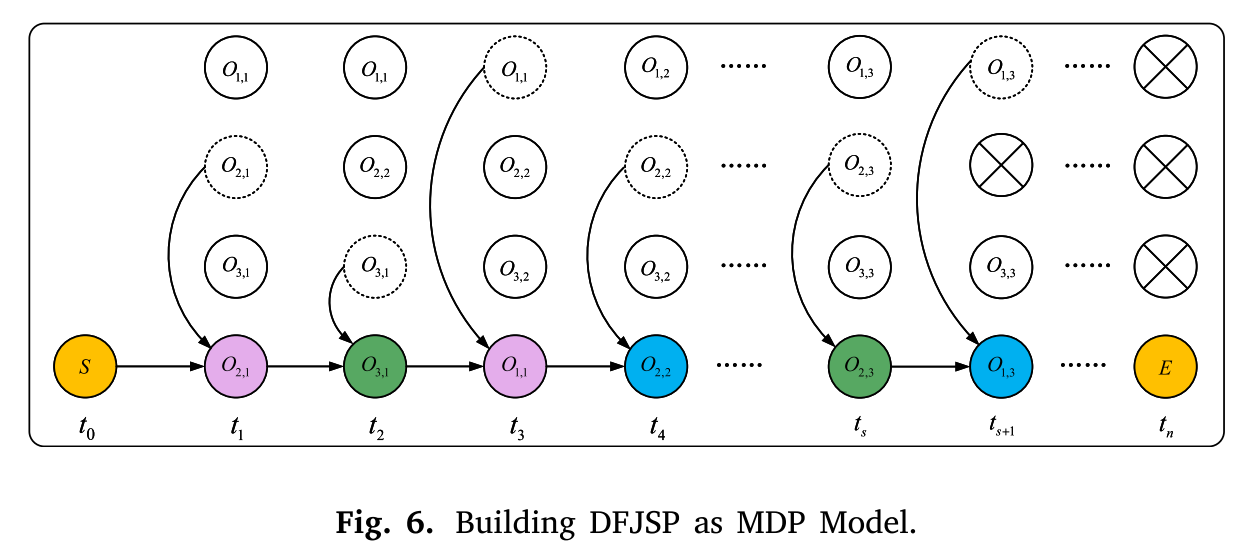 O1,1 O1,1 O1,1 O1,2 ...... O1,3 O1,3 ......
O2,1 O2,2 O2,2 O2,2 ...... O2,3 ......
O3,1 O3,1 O3,2 O3,2 ...... O3,3 O3,3 ......
S O2,1 O3,1 O1,1 O2,2 ...... O2,3 O1,3 ...... E
t0 t1 t2 t3 t4 ts ts+1 tn
Fig. 6. Building DFJSP as MDP Model.